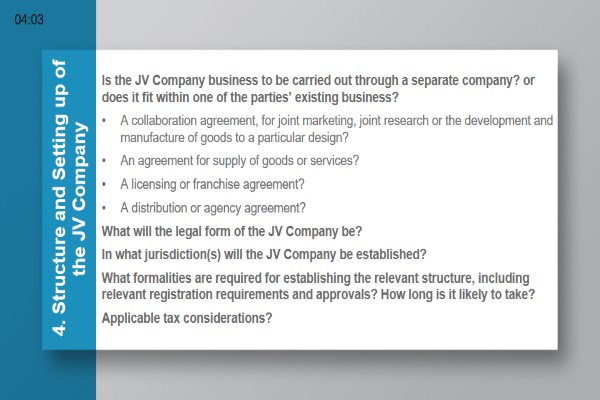 04:03
4. Structure and Setting up of
the JV Company
Is the JV Company business to be carried out through a separate company? or
does it fit within one of the parties’ existing business?
• A collaboration agreement, for joint marketing, joint research or the development and
manufacture of goods to a particular design?
• An agreement for supply of goods or services?
• A licensing or franchise agreement?
• A distribution or agency agreement?
What will the legal form of the JV Company be?
In what jurisdiction(s) will the JV Company be established?
What formalities are required for establishing the relevant structure, including
relevant registration requirements and approvals? How long is it likely to take?
Applicable tax considerations?